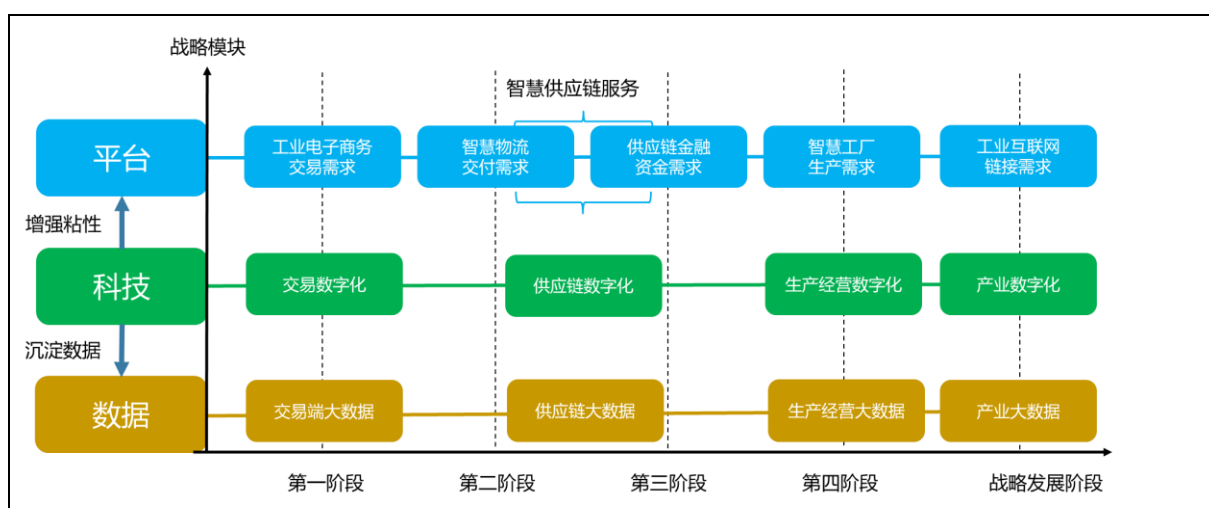 战略模块
智慧供应链服务
平台
工业电子商务
交易需求
智慧物流
交付需求
供应链金融
资金需求
智慧工厂
生产需求
工业互联网
链接需求
增强粘性
科技
交易数字化
供应链数字化
生产经营数字化
产业数字化
沉淀数据
数据
交易端大数据
供应链大数据
生产经营大数据
产业大数据
第一阶段
第二阶段
第三阶段
第四阶段
战略发展阶段